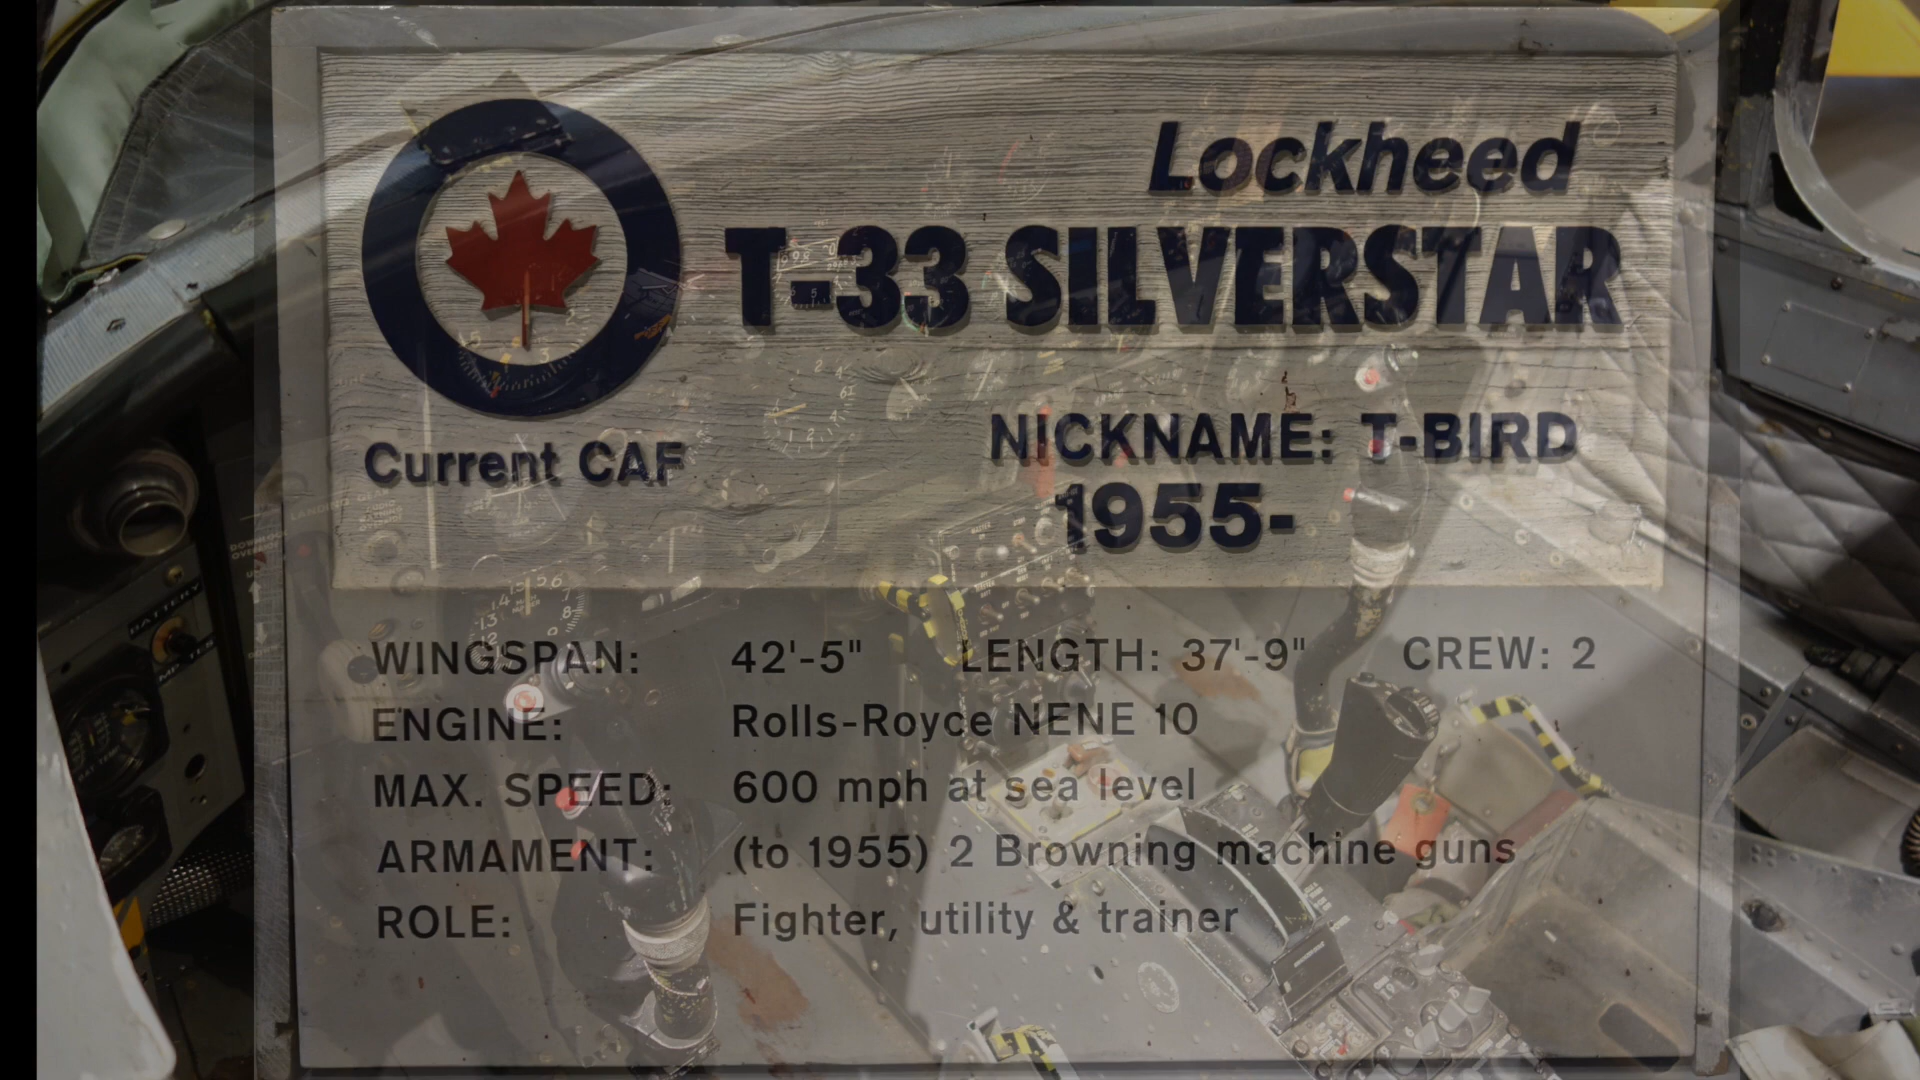 Lockheed
T-33 SILVERSTAR
Current CAF
NICKNAME: T-BIRD
1955-
WINGSPAN: 42'-5" LENGTH: 37'-9" CREW: 2
ENGINE: Rolls-Royce NENE 10
MAX. SPEED: 600 mph at sea level
ARMAMENT: (to 1955) 2 Browning machine guns
ROLE: Fighter, utility & trainer
BATTERY